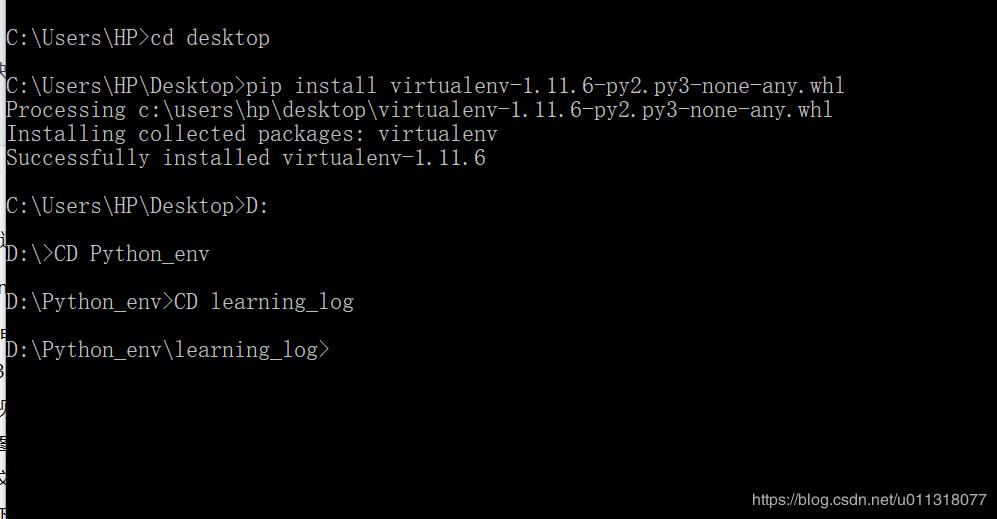 C:\Users\HP>cd desktop
C:\Users\HP\Desktop>pip install virtualenv-1.11.6-py2.py3-none-any.whl
Processing c:\users\hp\desktop\virtualenv-1.11.6-py2.py3-none-any.whl
Installing collected packages: virtualenv
Successfully installed virtualenv-1.11.6
C:\Users\HP\Desktop>D:
D:\>CD Python_env
D:\Python_env>CD learning_log
D:\Python_env\learning_log>
https://blog.csdn.net/u011318077